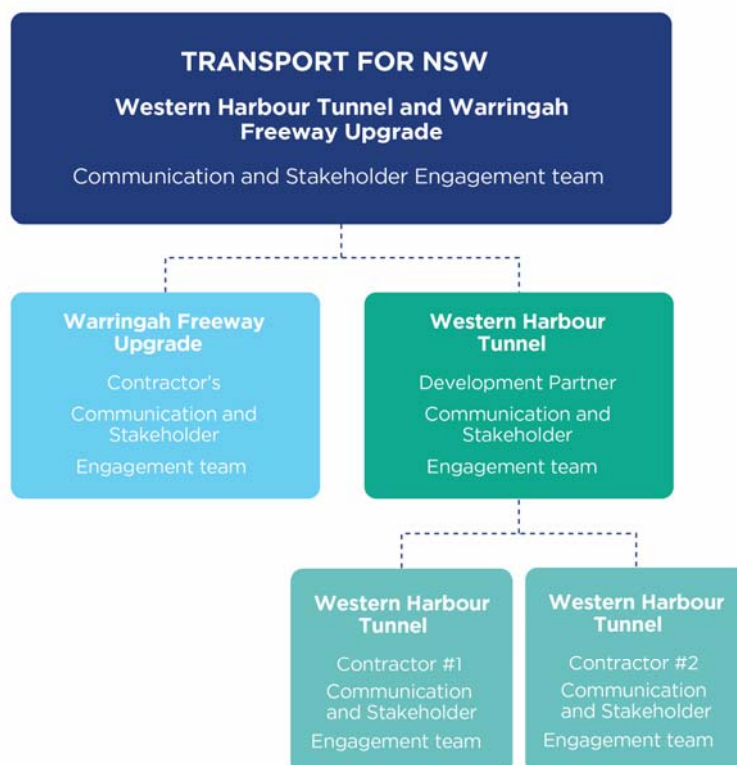 TRANSPORT FOR NSW
Western Harbour Tunnel and Warringah
Freeway Upgrade
Communication and Stakeholder Engagement team
Warringah Freeway
Upgrade
Contractor's
Communication and
Stakeholder
Engagement team
Western Harbour
Tunnel
Development Partner
Communication and
Stakeholder
Engagement team
Western Harbour
Tunnel
Contractor #1
Communication
and Stakeholder
Engagement team
Western Harbour
Tunnel
Contractor #2
Communication
and Stakeholder
Engagement team